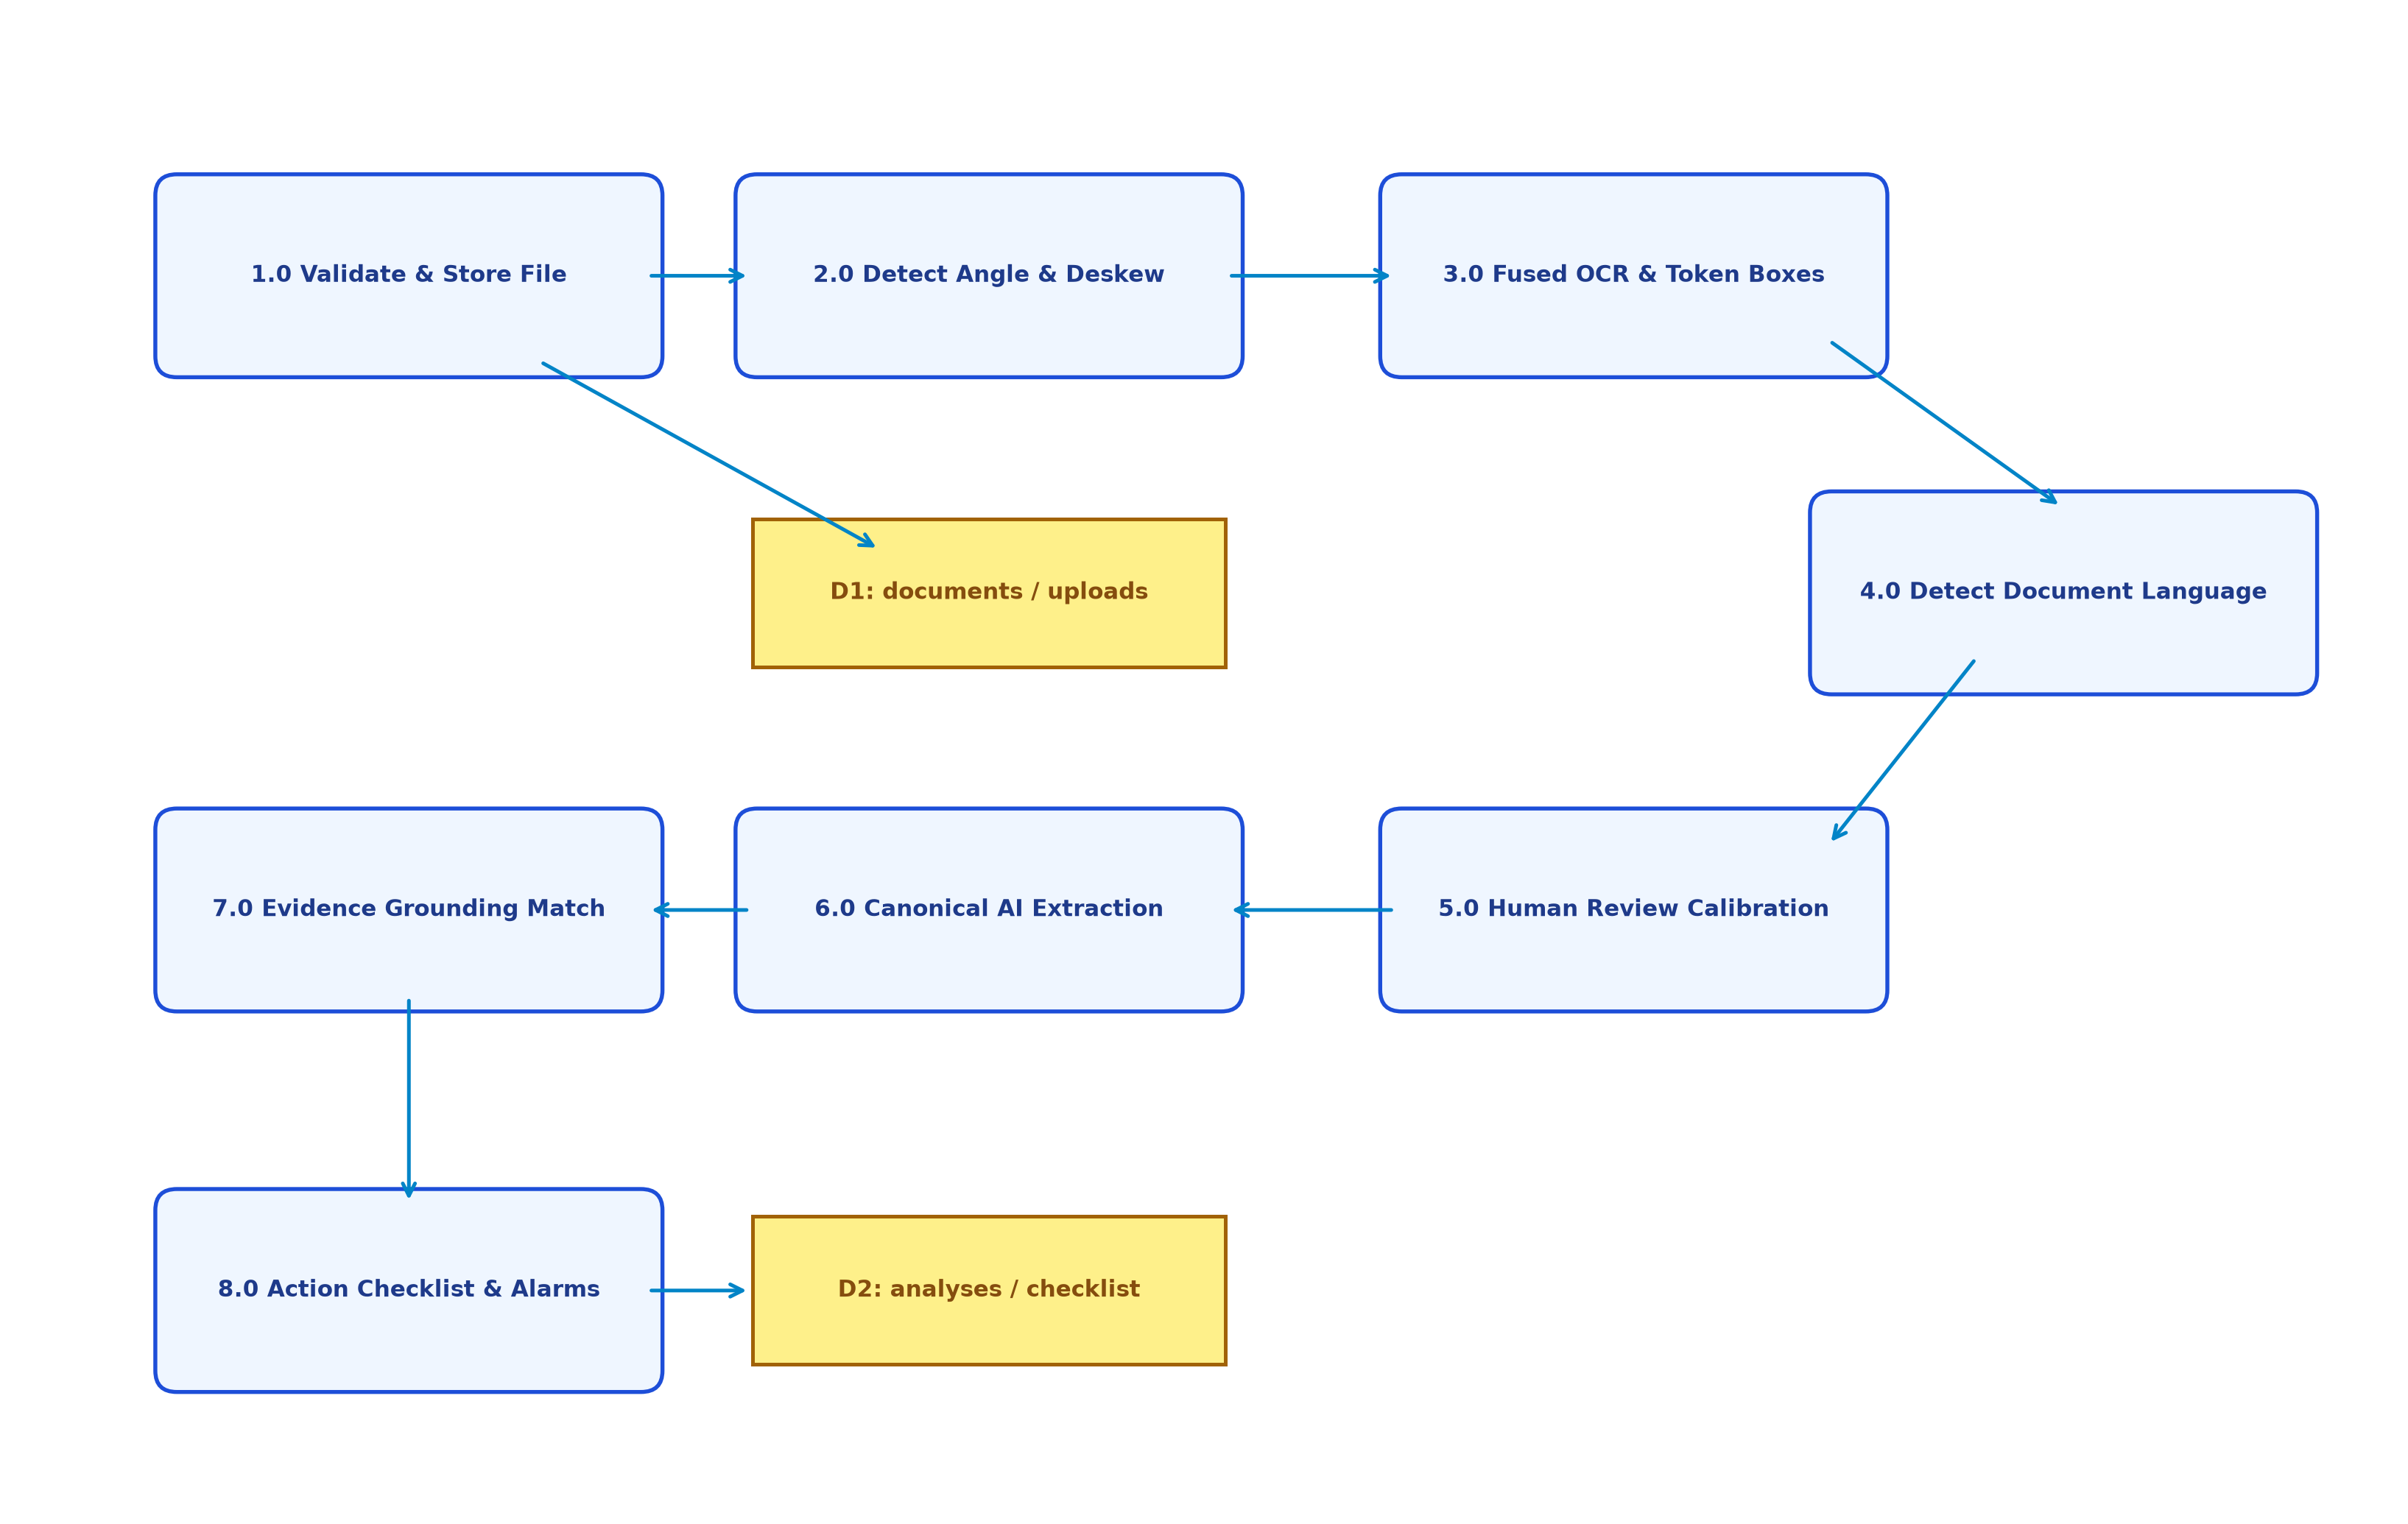 1.0 Validate & Store File
2.0 Detect Angle & Deskew
3.0 Fused OCR & Token Boxes
D1: documents / uploads
4.0 Detect Document Language
7.0 Evidence Grounding Match
6.0 Canonical AI Extraction
5.0 Human Review Calibration
8.0 Action Checklist & Alarms
D2: analyses / checklist